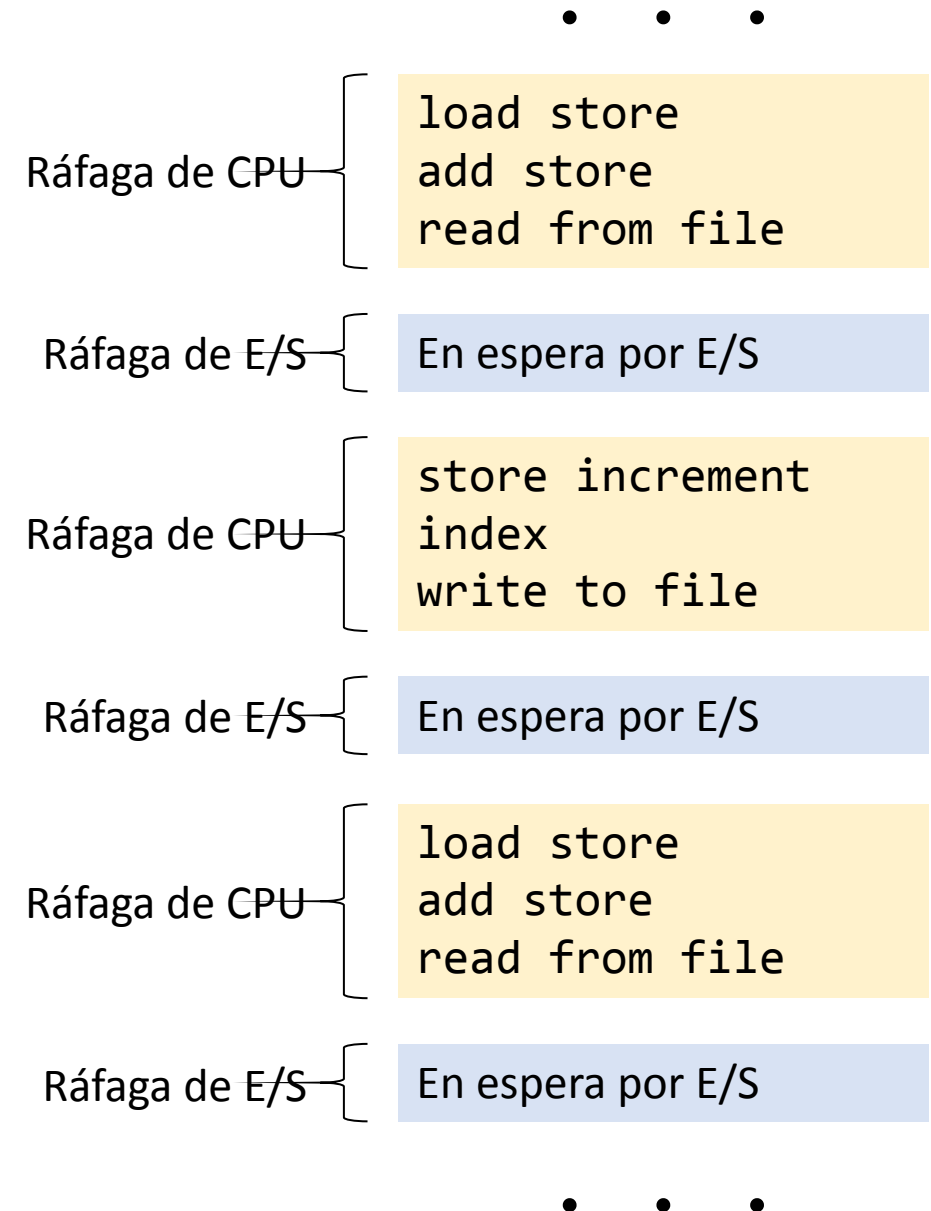 • • •
load store
Ráfaga de CPU
add store
read from file
Ráfaga de E/S
En espera por E/S
store increment
Ráfaga de CPU
index
write to file
Ráfaga de E/S
En espera por E/S
load store
Ráfaga de CPU
add store
read from file
Ráfaga de E/S
En espera por E/S
• • •